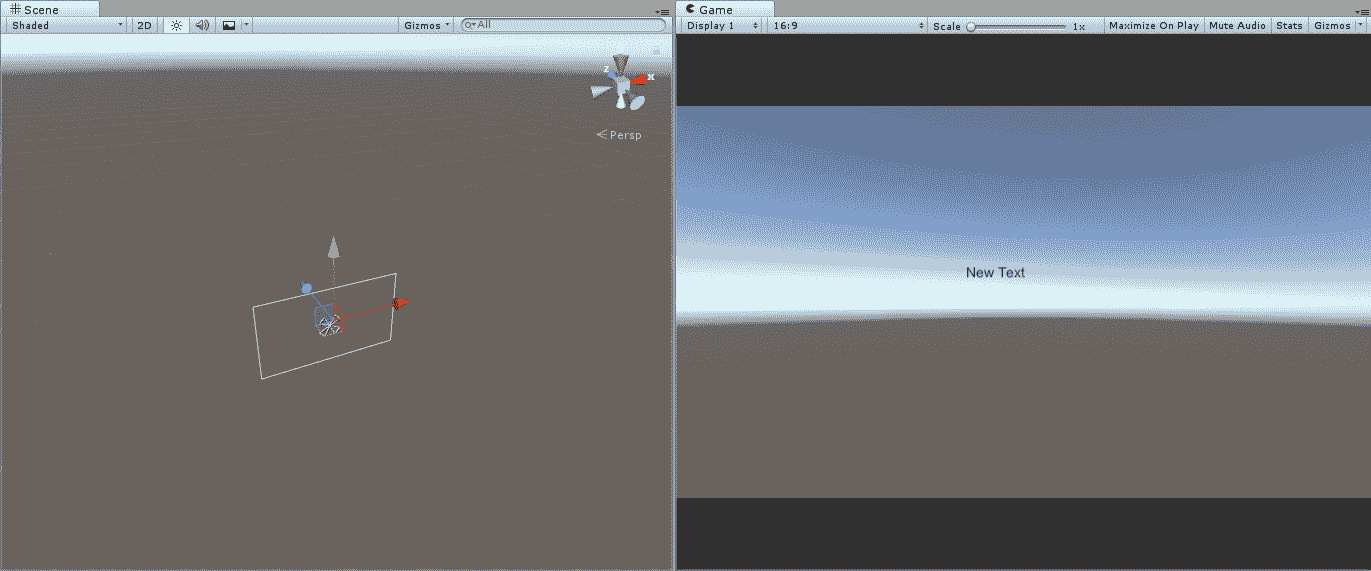 Scene
Shaded
2D
Gizmos
All
z
x
Persp
Game
Display 1
16:9
Scale
1x
Maximize On Play
Mute Audio
Stats
Gizmos
New Text